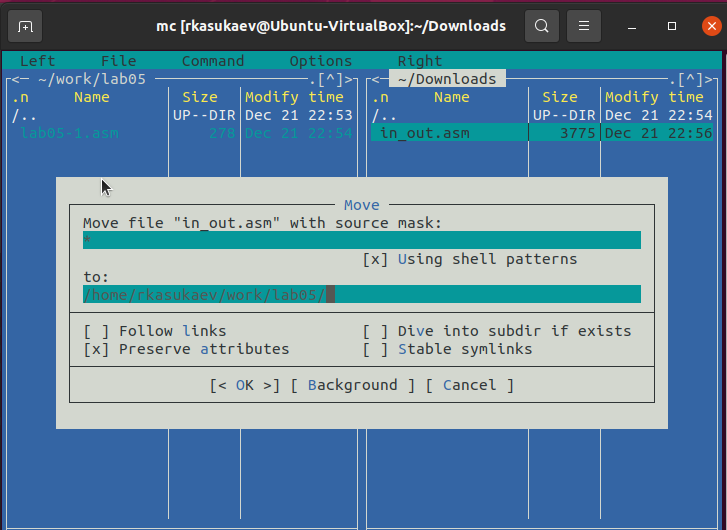 mc [rkasukaev@Ubuntu-VirtualBox]:~/Downloads
Left File Command Options Right
<─ ~/work/lab05 ─.[^]>
.n Name Size Modify time
/.. UP--DIR Dec 21 22:53
lab05-1.asm 278 Dec 21 22:54
<─ ~/Downloads ─.[^]>
.n Name Size Modify time
/.. UP--DIR Dec 21 22:54
in_out.asm 3775 Dec 21 22:56
Move
Move file "in_out.asm" with source mask:
*
[x] Using shell patterns
to:
/home/rkasukaev/work/lab05/
[ ] Follow links [ ] Dive into subdir if exists
[x] Preserve attributes [ ] Stable symlinks
[< OK >] [ Background ] [ Cancel ]